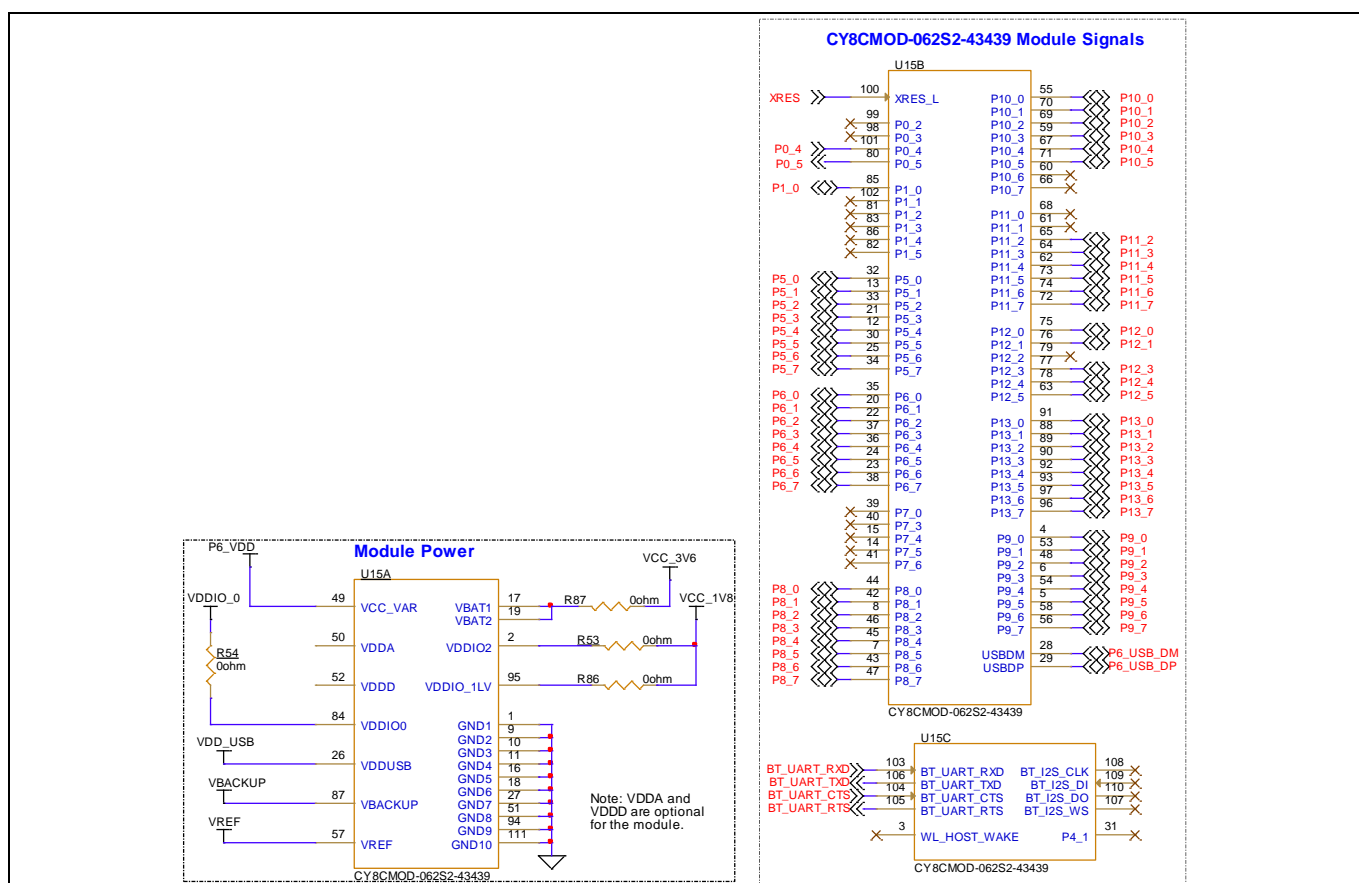 CY8CMOD-062S2-43439 Module Signals
U15B
XRES 100 XRES_L P10_0 55 P10_0
P10_1 70 P10_1
99 P0_2 P10_2 69 P10_2
98 P0_3 P10_3 59 P10_3
P0_4 101 P0_4 P10_4 67 P10_4
P0_5 80 P0_5 P10_5 71 P10_5
P10_6 60
P1_0 85 P1_0 P10_7 66
102 P1_1
81 P1_2 P11_0 68
83 P1_3 P11_1 61
86 P1_4 P11_2 65 P11_2
82 P1_5 P11_3 64 P11_3
P11_4 62 P11_4
P5_0 32 P5_0 P11_5 73 P11_5
P5_1 13 P5_1 P11_6 74 P11_6
P5_2 33 P5_2 P11_7 72 P11_7
P5_3 21 P5_3
P5_4 12 P5_4 P12_0 75 P12_0
P5_5 30 P5_5 P12_1 76 P12_1
P5_6 25 P5_6 P12_2 79
P5_7 34 P5_7 P12_3 77 P12_3
P12_4 78 P12_4
P6_0 35 P6_0 P12_5 63 P12_5
P6_1 20 P6_1
P6_2 22 P6_2 P13_0 91 P13_0
P6_3 37 P6_3 P13_1 88 P13_1
P6_4 36 P6_4 P13_2 89 P13_2
P6_5 24 P6_5 P13_3 90 P13_3
P6_6 23 P6_6 P13_4 92 P13_4
P6_7 38 P6_7 P13_5 93 P13_5
P13_6 97 P13_6
39 P7_0 P13_7 96 P13_7
40 P7_3
15 P7_4 P9_0 4 P9_0
14 P7_5 P9_1 53 P9_1
41 P7_6 P9_2 48 P9_2
P9_3 6 P9_3
P8_0 44 P8_0 P9_4 54 P9_4
P8_1 42 P8_1 P9_5 5 P9_5
P8_2 8 P8_2 P9_6 58 P9_6
P8_3 46 P8_3 P9_7 56 P9_7
P8_4 45 P8_4
P8_5 7 P8_5 USBDM 28 P6_USB_DM
P8_6 43 P8_6 USBDP 29 P6_USB_DP
P8_7 47 P8_7
CY8CMOD-062S2-43439
Module Power
P6_VDD
U15A
VCC_3V6
VDDIO_0
VCC_1V8
49 VCC_VAR VBAT1 17 R87 0ohm
VBAT2 19
50 VDDA VDDIO2 2 R53 0ohm
R54
0ohm
52 VDDD VDDIO_1LV 95 R86 0ohm
84 VDDIO0 GND1 1
GND2 9
VDD_USB
GND3 10
26 VDDUSB GND4 11
GND5 16
VBACKUP
GND6 18
87 VBACKUP GND7 27
GND8 51
VREF
GND9 94
57 VREF GND10 111
Note: VDDA and
VDDD are optional
for the module.
CY8CMOD-062S2-43439
U15C
BT_UART_RXD 103 BT_UART_RXD BT_I2S_CLK 108
BT_UART_TXD 106 BT_UART_TXD BT_I2S_DI 109
BT_UART_CTS 104 BT_UART_CTS BT_I2S_DO 110
BT_UART_RTS 105 BT_UART_RTS BT_I2S_WS 107
3 WL_HOST_WAKE P4_1 31
CY8CMOD-062S2-43439